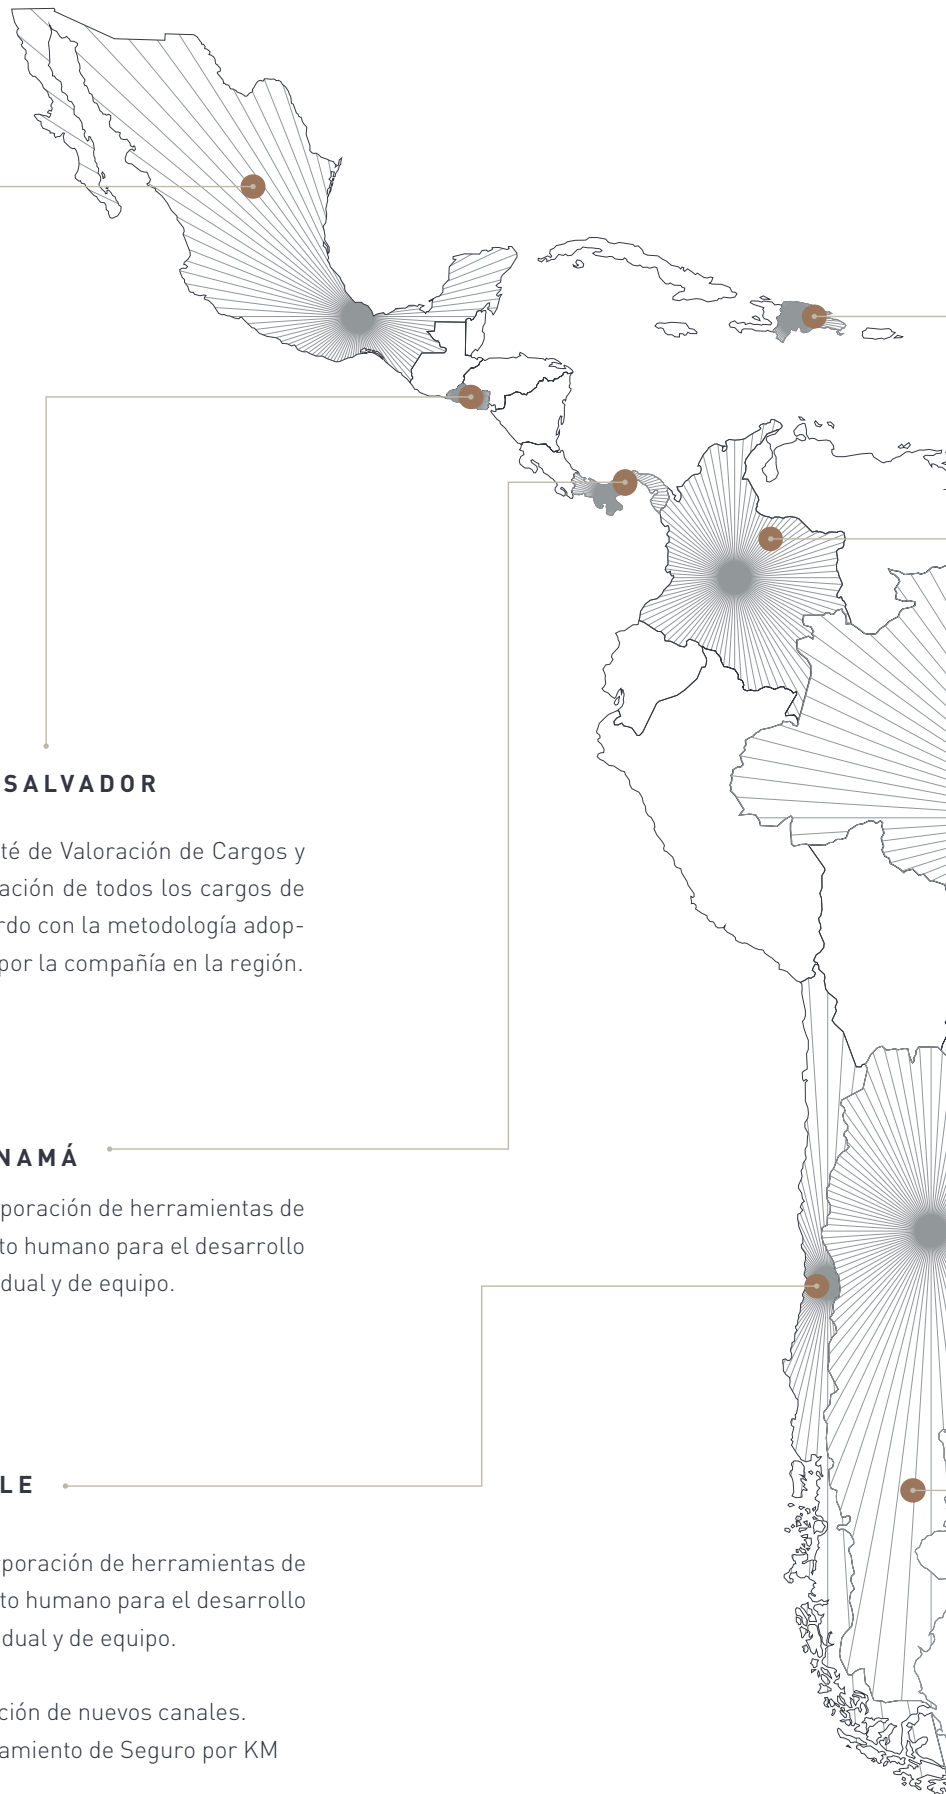 SALVADOR
té de Valoración de Cargos y
ación de todos los cargos de
rdo con la metodología adop-
por la compañía en la región.
NAMÁ
poración de herramientas de
to humano para el desarrollo
dual y de equipo.
LE
poración de herramientas de
to humano para el desarrollo
dual y de equipo.
ción de nuevos canales.
amiento de Seguro por KM